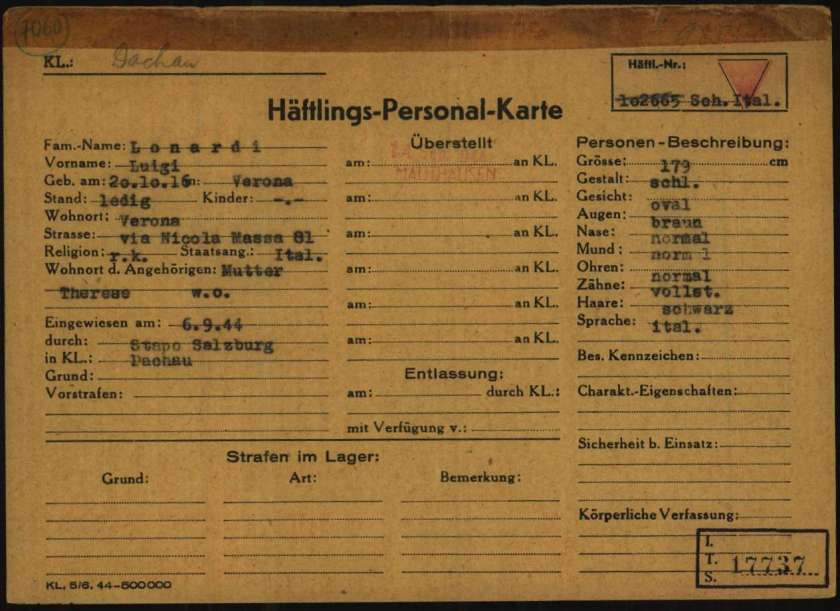 1060
KL.: Dachau
Häftl.-Nr.:
102665 Sch.Ital.
Häftlings-Personal-Karte
Fam.-Name: Lonardi
Vorname: Luigi
Geb. am: 20.10.16 in: Verona
Stand: ledig Kinder: -.-
Wohnort: Verona
Strasse: via Nicola Massa 81
Religion: r.k. Staatsang.: Ital.
Wohnort d. Angehörigen: Mutter
Therese w.o.
Eingewiesen am: 6.9.44
durch: Stapo Salzburg
in KL.: Dachau
Grund:
Vorstrafen:
Überstellt
am: an KL.
MAUTHAUSEN
am: an KL.
am: an KL.
am: an KL.
am: an KL.
am: an KL.
Entlassung:
am: durch KL.:
mit Verfügung v.:
Personen-Beschreibung:
Grösse: 179 cm
Gestalt: schl.
Gesicht: oval
Augen: braun
Nase: normal
Mund: norm l
Ohren: normal
Zähne: vollst.
Haare: schwarz
Sprache: ital.
Bes. Kennzeichen:
Charakt.-Eigenschaften:
Sicherheit b. Einsatz:
Körperliche Verfassung:
Strafen im Lager:
Grund: Art: Bemerkung:
I.
T.
S. 17737
KL. 5/6. 44-500000